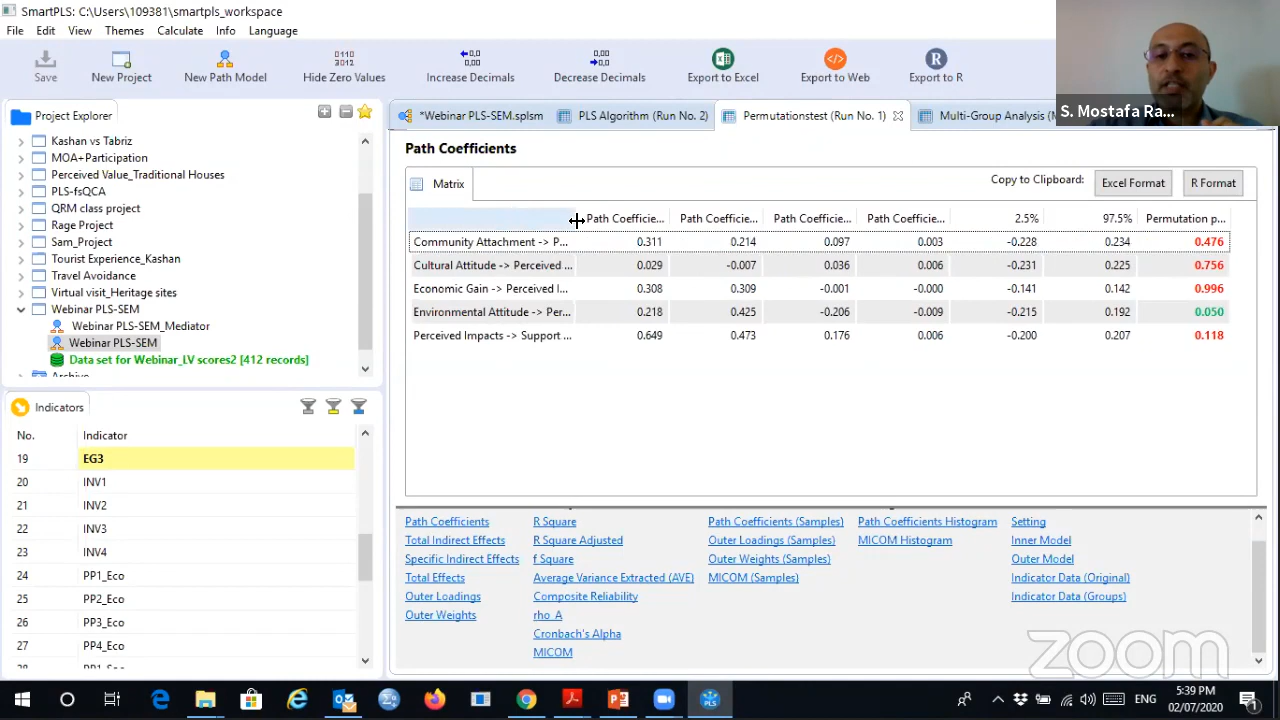 SmartPLS: C:\Users\109381\smartpls_workspace
File Edit View Themes Calculate Info Language
Save New Project New Path Model Hide Zero Values Increase Decimals Decrease Decimals Export to Excel Export to Web Export to R
S. Mostafa Ra...
Project Explorer
Kashan vs Tabriz
MOA+Participation
Perceived Value_Traditional Houses
PLS-fsQCA
QRM class project
Rage Project
Sam_Project
Tourist Experience_Kashan
Travel Avoidance
Virtual visit_Heritage sites
Webinar PLS-SEM
Webinar PLS-SEM_Mediator
Webinar PLS-SEM
Data set for Webinar_LV scores2 [412 records]
Archive
Indicators
No. Indicator
19 EG3
20 INV1
21 INV2
22 INV3
23 INV4
24 PP1_Eco
25 PP2_Eco
26 PP3_Eco
27 PP4_Eco
*Webinar PLS-SEM.splsm PLS Algorithm (Run No. 2) Permutationstest (Run No. 1) Multi-Group Analysis (M
Path Coefficients
Matrix Copy to Clipboard: Excel Format R Format
Path Coefficie... Path Coefficie... Path Coefficie... Path Coefficie... 2.5% 97.5% Permutation p...
Community Attachment -> P... 0.311 0.214 0.097 0.003 -0.228 0.234 0.476
Cultural Attitude -> Perceived ... 0.029 -0.007 0.036 0.006 -0.231 0.225 0.756
Economic Gain -> Perceived I... 0.308 0.309 -0.001 -0.000 -0.141 0.142 0.996
Environmental Attitude -> Per... 0.218 0.425 -0.206 -0.009 -0.215 0.192 0.050
Perceived Impacts -> Support ... 0.649 0.473 0.176 0.006 -0.200 0.207 0.118
Path Coefficients R Square Path Coefficients (Samples) Path Coefficients Histogram Setting
Total Indirect Effects R Square Adjusted Outer Loadings (Samples) MICOM Histogram Inner Model
Specific Indirect Effects f Square Outer Weights (Samples) Outer Model
Total Effects Average Variance Extracted (AVE) MICOM (Samples) Indicator Data (Original)
Outer Loadings Composite Reliability Indicator Data (Groups)
Outer Weights rho_A
Cronbach's Alpha
MICOM
zoom
PLS
ENG
5:39 PM
02/07/2020
1